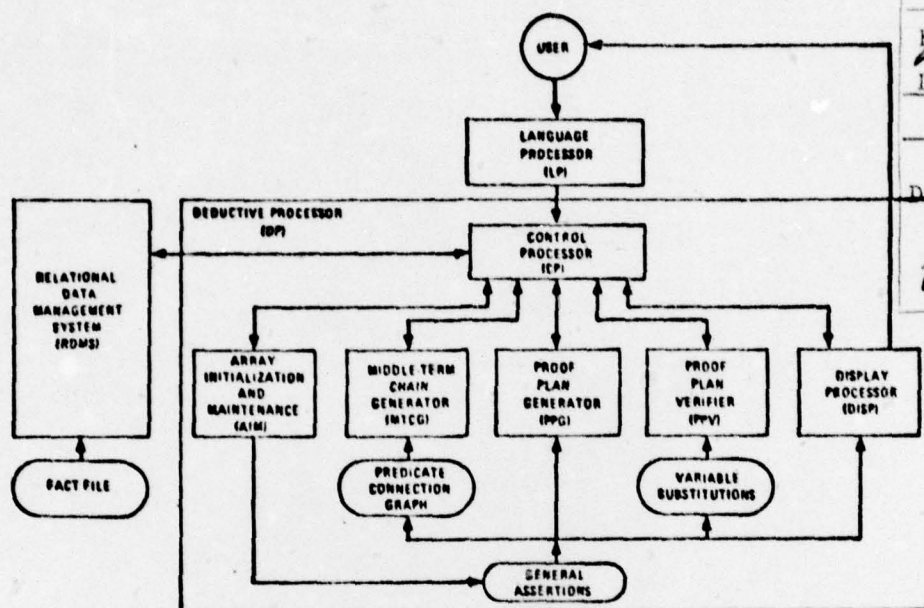 USER
LANGUAGE
PROCESSOR
(LP)
DEDUCTIVE PROCESSOR
(DP)
CONTROL
PROCESSOR
(CP)
RELATIONAL
DATA
MANAGEMENT
SYSTEM
(RDMS)
ARRAY
INITIALIZATION
AND
MAINTENANCE (AIM)
MIDDLE-TERM
CHAIN
GENERATOR
(MTCG)
PROOF
PLAN
GENERATOR
(PPG)
PROOF
PLAN
VERIFIER
(PPV)
DISPLAY
PROCESSOR
(DISP)
FACT FILE
PREDICATE
CONNECTION
GRAPH
VARIABLE
SUBSTITUTIONS
GENERAL
ASSERTIONS
D